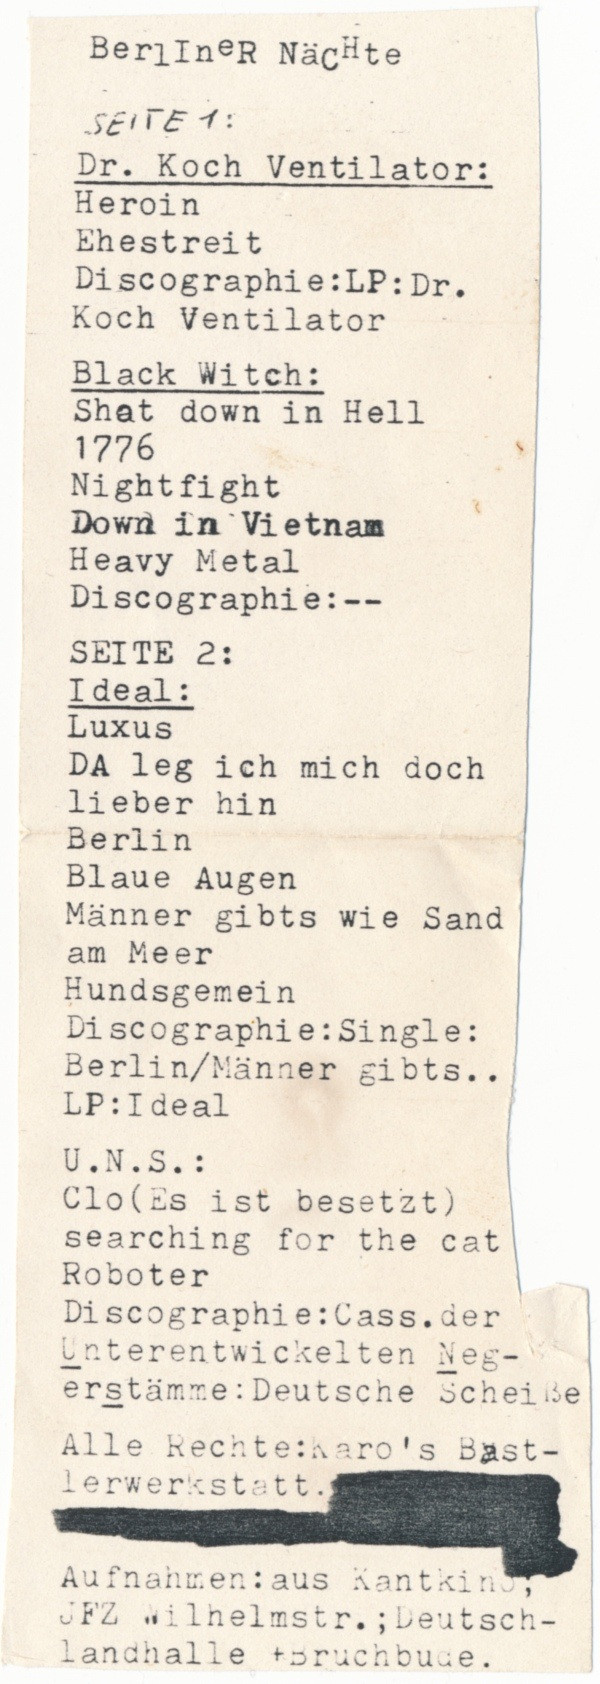 BerlIneR NäCHte
SEITE 1:
Dr. Koch Ventilator:
Heroin
Ehestreit
Discographie:LP:Dr.
Koch Ventilator
Black Witch:
Shat down in Hell
1776
Nightfight
Down in Vietnam
Heavy Metal
Discographie:--
SEITE 2:
Ideal:
Luxus
DA leg ich mich doch
lieber hin
Berlin
Blaue Augen
Männer gibts wie Sand
am Meer
Hundsgemein
Discographie:Single:
Berlin/Männer gibts..
LP:Ideal
U.N.S.:
Clo(Es ist besetzt)
searching for the cat
Roboter
Discographie:Cass.der
Unterentwickelten Neg-
erstämme:Deutsche Scheiße
Alle Rechte:Karo's Bast-
lerwerkstatt.
Aufnahmen:aus Kantkino;
JFZ Wilhelmstr.;Deutsch-
landhalle +Bruchbude.